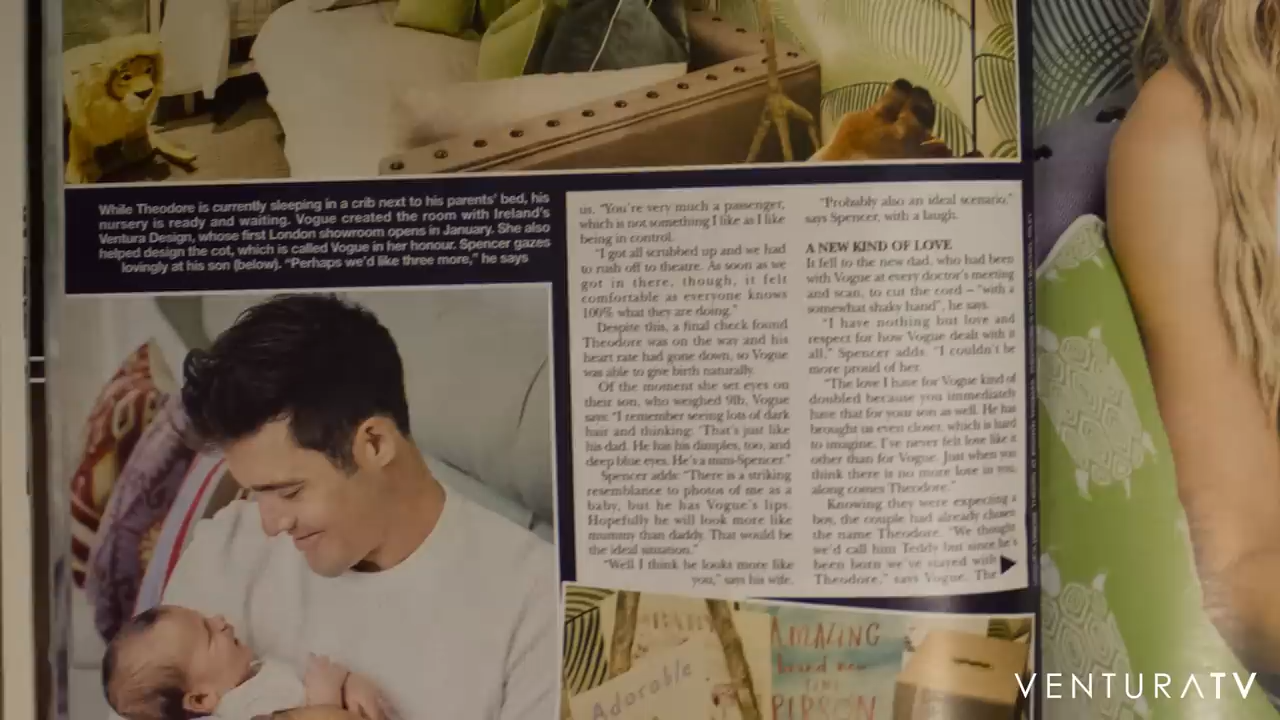 While Theodore is currently sleeping in a crib next to his parents' bed, his
nursery is ready and waiting. Vogue created the room with Ireland's
Ventura Design, whose first London showroom opens in January. She also
helped design the cot, which is called Vogue in her honour. Spencer gazes
lovingly at his son (below). "Perhaps we'd like three more," he says
us. "You're very much a passenger,
which is not something I like as I like
being in control.
"I got all scrubbed up and we had
to rush off to theatre. As soon as we
got in there, though, it felt
comfortable as everyone knows
100% what they are doing."
Despite this, a final check found
Theodore was on the way and his
heart rate had gone down, so Vogue
was able to give birth naturally.
Of the moment she set eyes on
their son, who weighed 9lb, Vogue
says: "I remember seeing lots of dark
hair and thinking: 'That's just like
his dad. He has his dimples, too, and
deep blue eyes. He's a mini-Spencer."
Spencer adds: "There is a striking
resemblance to photos of me as a
baby, but he has Vogue's lips.
Hopefully he will look more like
mummy than daddy. That would be
the ideal situation."
"Well I think he looks more like
you," says his wife.
"Probably also an ideal scenario,"
says Spencer, with a laugh.
A NEW KIND OF LOVE
It fell to the new dad, who had been
with Vogue at every doctor's meeting
and scan, to cut the cord – "with a
somewhat shaky hand", he says.
"I have nothing but love and
respect for how Vogue dealt with it
all," Spencer adds. "I couldn't be
more proud of her.
"The love I have for Vogue kind of
doubled because you immediately
have that for your son as well. He has
brought us even closer, which is hard
to imagine. I've never felt love like it
other than for Vogue. Just when you
think there is no more love in you,
along comes Theodore."
Knowing they were expecting a
boy, the couple had already chosen
the name Theodore. "We thought
we'd call him Teddy but since he's
been born we've stayed with
Theodore," says Vogue. The
BABY
Adorable
AMAZING
brand new
tiny
PERSON
VENTURATV